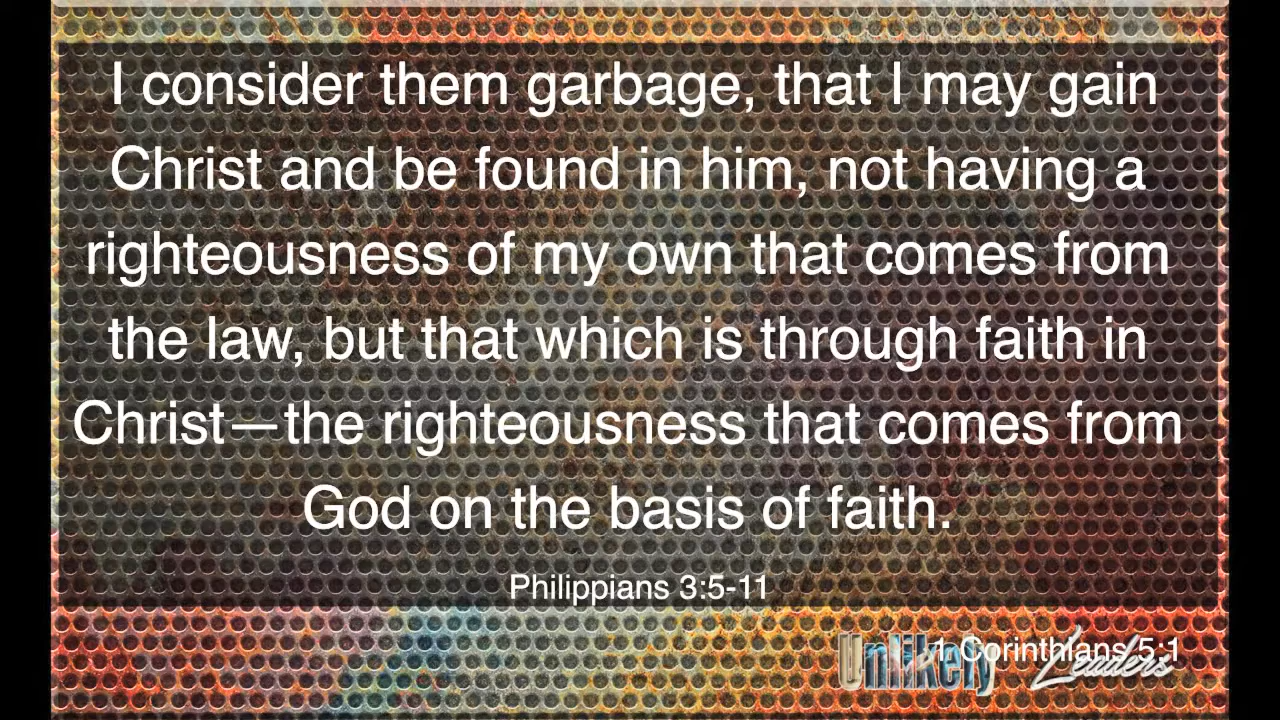 I consider them garbage, that I may gain
Christ and be found in him, not having a
righteousness of my own that comes from
the law, but that which is through faith in
Christ—the righteousness that comes from
God on the basis of faith.
Philippians 3:5-11
1 Corinthians 5:1
Unlikely Leaders